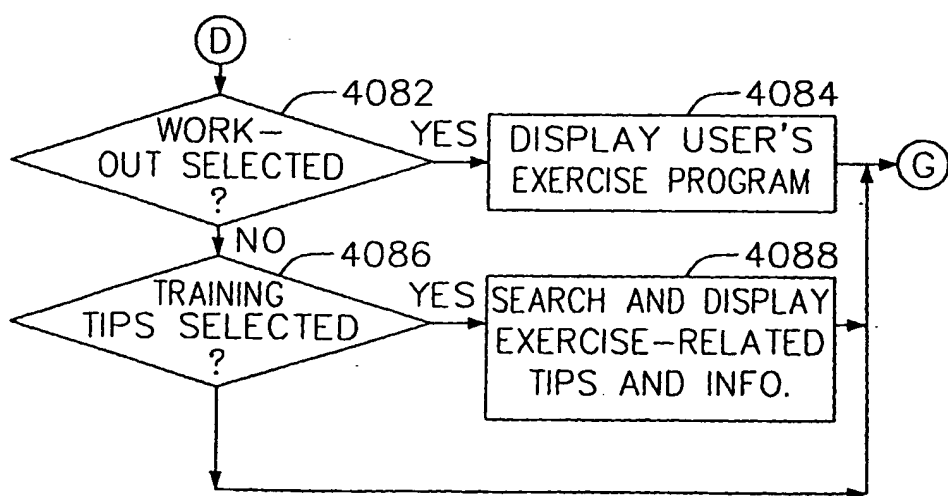 D
4082
WORK-
OUT SELECTED
?
YES
4084
DISPLAY USER'S
EXERCISE PROGRAM
G
NO
4086
TRAINING
TIPS SELECTED
?
YES
4088
SEARCH AND DISPLAY
EXERCISE-RELATED
TIPS AND INFO.